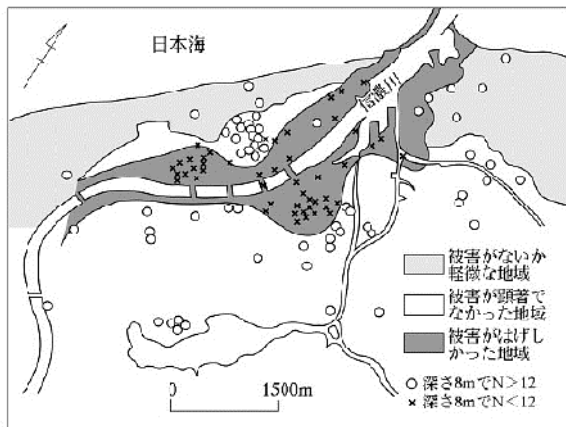 日本海
信濃川
被害がないか
軽微な地域
被害が顕著で
なかった地域
被害がはげし
かった地域
深さ8mでN>12
深さ8mでN<12
0 1500m